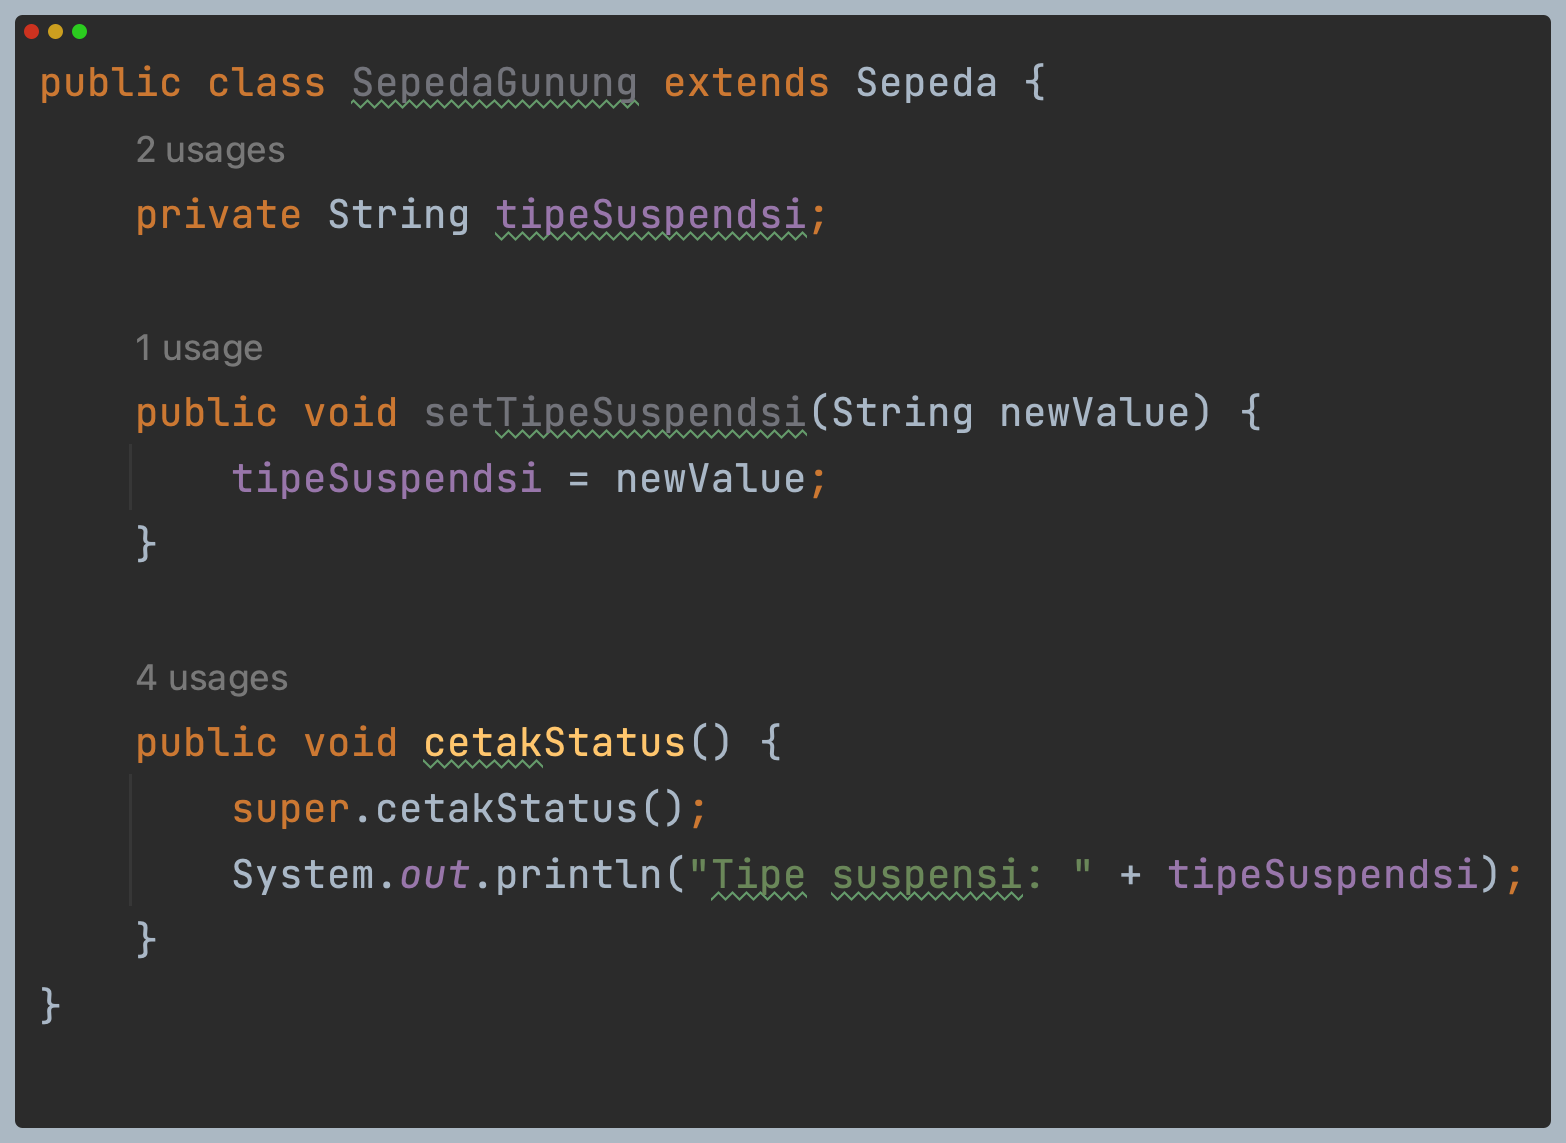 public class SepedaGunung extends Sepeda {
2 usages
private String tipeSuspendsi;
1 usage
public void setTipeSuspendsi(String newValue) {
tipeSuspendsi = newValue;
}
4 usages
public void cetakStatus() {
super.cetakStatus();
System.out.println("Tipe suspensi: " + tipeSuspendsi);
}
}